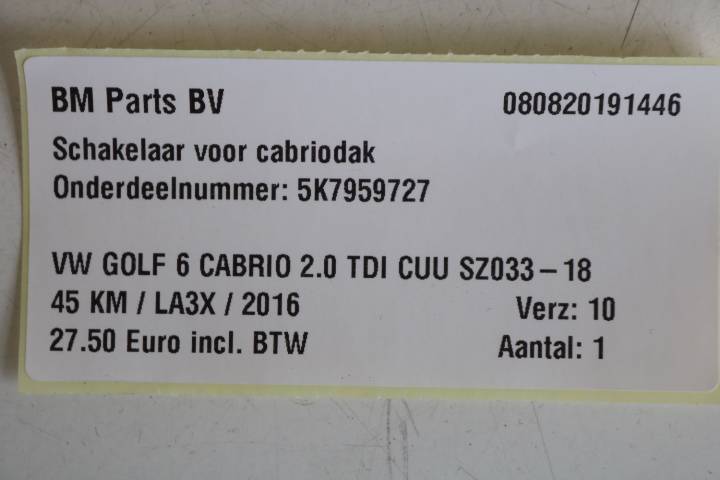 BM Parts BV 080820191446
Schakelaar voor cabriodak
Onderdeelnummer: 5K7959727
VW GOLF 6 CABRIO 2.0 TDI CUU SZ033-18
45 KM / LA3X / 2016 Verz: 10
27.50 Euro incl. BTW Aantal: 1